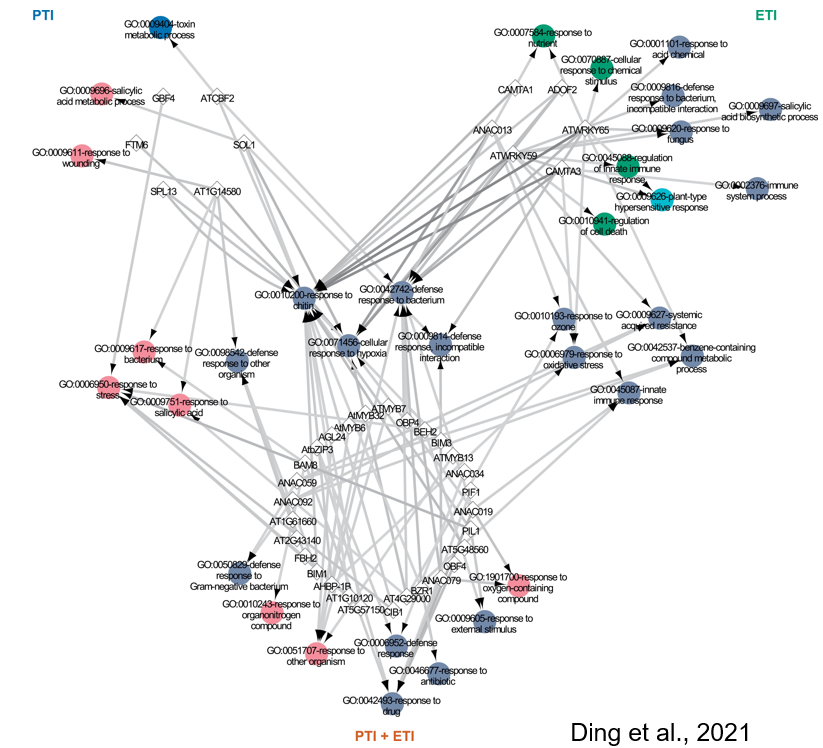 PTI
ETI
GO:0009404-toxin
metabolic process
GO:0007584-response to
nutrient
GO:0001101-response to
acid chemical
GO:0070887-cellular
response to chemical
stimulus
GO:0009696-salicylic
acid metabolic process
GBF4
ATCBF2
CAMTA1
ADOF2
GO:0009816-defense
response to bacterium,
incompatible interaction
GO:0009697-salicylic
acid biosynthetic process
ANAC013
ATWRKY65
GO:0009620-response to
fungus
GO:0009611-response to
wounding
FTM6
SOL1
ATWRKY59
CAMTA3
GO:0045088-regulation
of innate immune
response
GO:0002376-immune
system process
SPL13
AT1G14580
GO:0009626-plant-type
hypersensitive response
GO:0010941-regulation
of cell death
GO:0010200-response to
chitin
GO:0042742-defense
response to bacterium
GO:0010193-response to
ozone
GO:0009627-systemic
acquired resistance
GO:0009617-response to
bacterium
GO:0098542-defense
response to other
organism
GO:0071456-cellular
response to hypoxia
GO:0009814-defense
response, incompatible
interaction
GO:0006979-response to
oxidative stress
GO:0042537-benzene-containing
compound metabolic
process
GO:0006950-response to
stress
GO:0009751-response to
salicylic acid
GO:0045087-innate
immune response
AtMYB7
AtMYB32
AtMYB6
OBP4
AGL24
BEH2
BIM3
AtbZIP3
ATMYB13
BAM8
ANAC034
ANAC059
PIF1
ANAC092
ANAC019
AT1G61660
PIL1
AT2G43140
AT5G48560
FBH2
OBF4
BIM1
ANAC079
AHBP-1B
BZR1
AT1G10120
AT4G29000
AT5G57150
CIB1
GO:0050829-defense
response to
Gram-negative bacterium
GO:1901700-response to
oxygen-containing
compound
GO:0010243-response to
organonitrogen
compound
GO:0009605-response to
external stimulus
GO:0051707-response to
other organism
GO:0006952-defense
response
GO:0046677-response to
antibiotic
GO:0042493-response to
drug
PTI + ETI
Ding et al., 2021